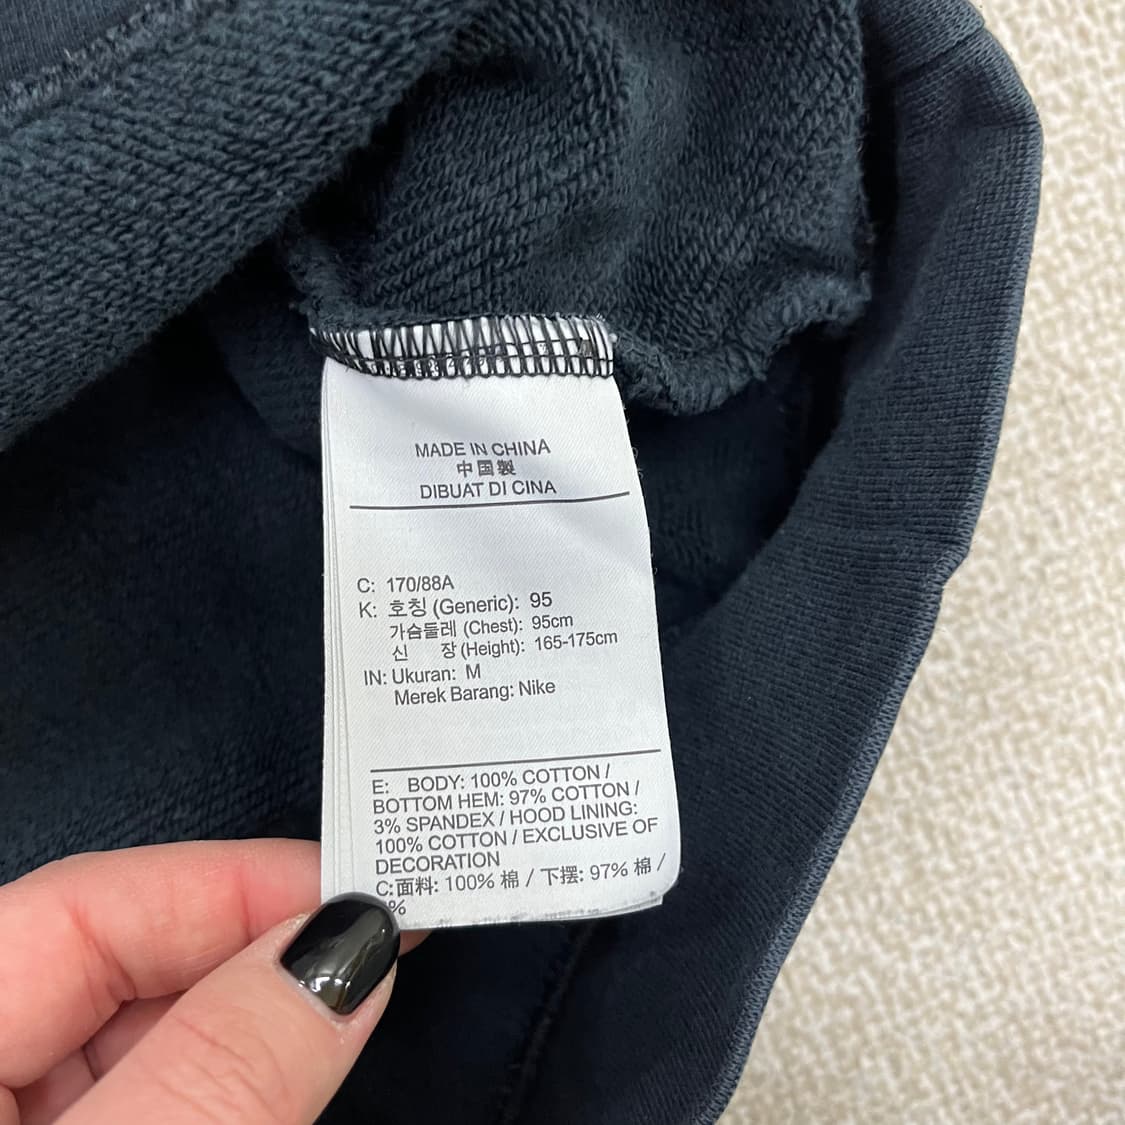 MADE IN CHINA
中国製
DIBUAT DI CINA
C: 170/88A
K: 호칭 (Generic): 95
가슴둘레 (Chest): 95cm
신 장 (Height): 165-175cm
IN: Ukuran: M
Merek Barang: Nike
E: BODY: 100% COTTON /
BOTTOM HEM: 97% COTTON /
3% SPANDEX / HOOD LINING:
100% COTTON / EXCLUSIVE OF
DECORATION
C:面料: 100% 棉 / 下摆: 97% 棉 /
%